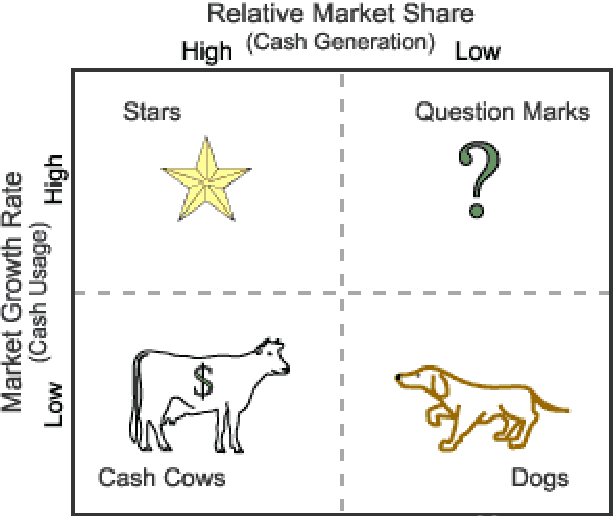 Relative Market Share
High (Cash Generation) Low
Stars
Question Marks
?
Market Growth Rate
(Cash Usage)
High
Low
$
Cash Cows
Dogs